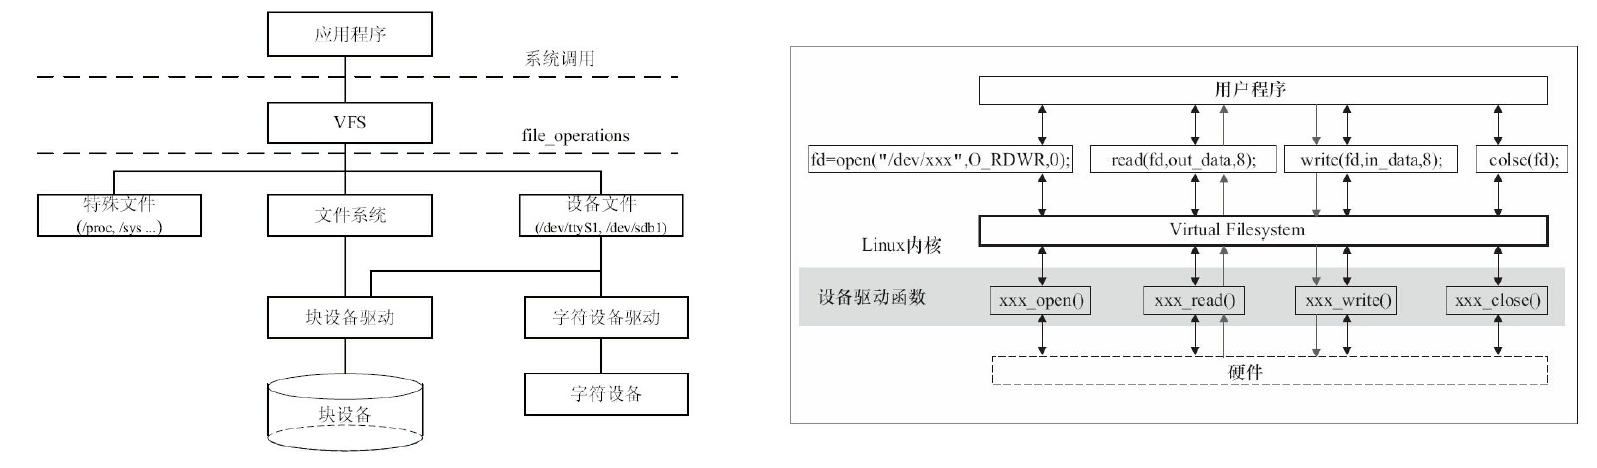 应用程序
系统调用
VFS
file_operations
特殊文件
(/proc, /sys ...)
文件系统
设备文件
(/dev/ttyS1, /dev/sdb1)
块设备驱动
字符设备驱动
块设备
字符设备
用户程序
fd=open("/dev/xxx",O_RDWR,0);
read(fd,out_data,8);
write(fd,in_data,8);
colse(fd);
Virtual Filesystem
Linux内核
设备驱动函数
xxx_open()
xxx_read()
xxx_write()
xxx_close()
硬件